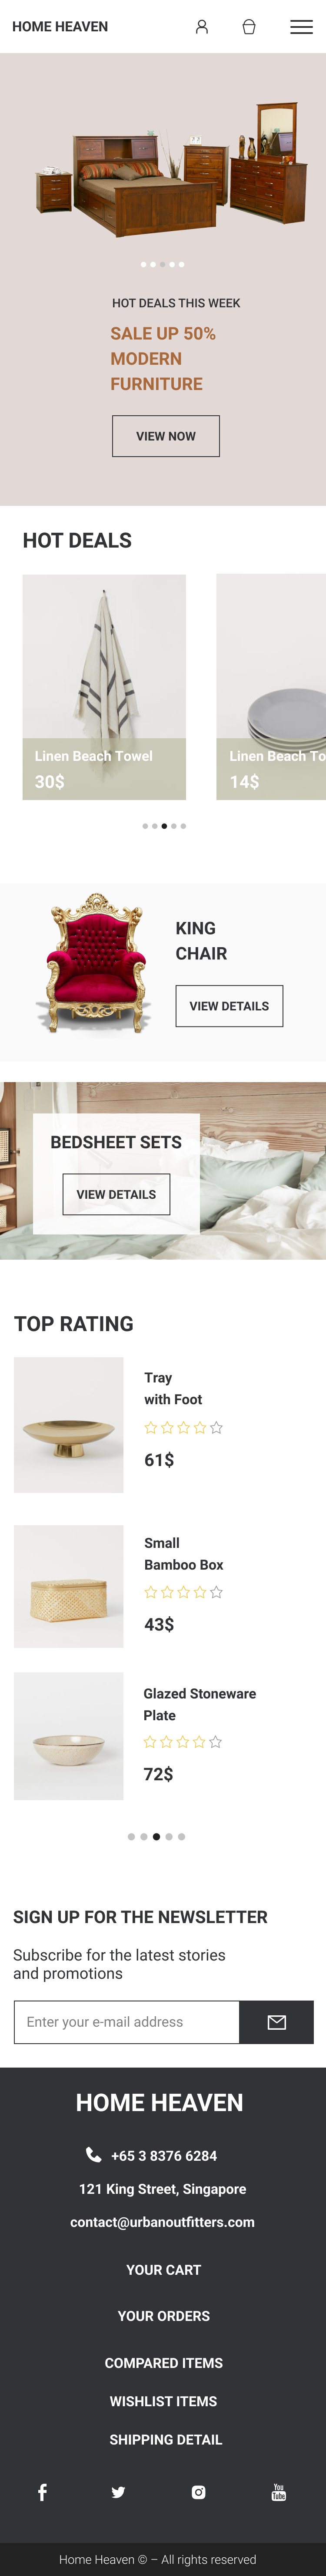 HOME HEAVEN
HOT DEALS THIS WEEK
SALE UP 50%
MODERN
FURNITURE
VIEW NOW
HOT DEALS
Linen Beach Towel
30$
Linen Beach To
14$
KING
CHAIR
VIEW DETAILS
BEDSHEET SETS
VIEW DETAILS
TOP RATING
Tray
with Foot
61$
Small
Bamboo Box
43$
Glazed Stoneware
Plate
72$
SIGN UP FOR THE NEWSLETTER
Subscribe for the latest stories
and promotions
Enter your e-mail address
HOME HEAVEN
+65 3 8376 6284
121 King Street, Singapore
contact@urbanoutfitters.com
YOUR CART
YOUR ORDERS
COMPARED ITEMS
WISHLIST ITEMS
SHIPPING DETAIL
You
Tube
Home Heaven © – All rights reserved